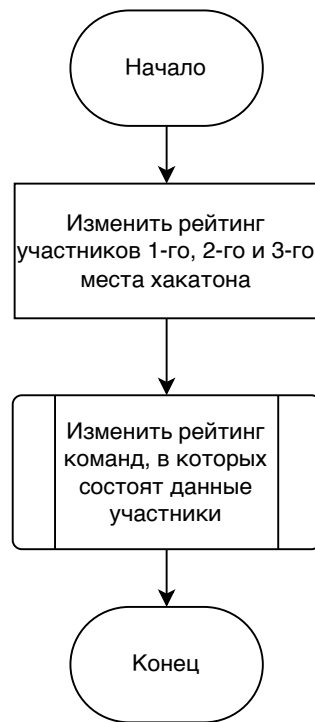 Начало
Изменить рейтинг
участников 1-го, 2-го и 3-го
места хакатона
Изменить рейтинг
команд, в которых
состоят данные
участники
Конец